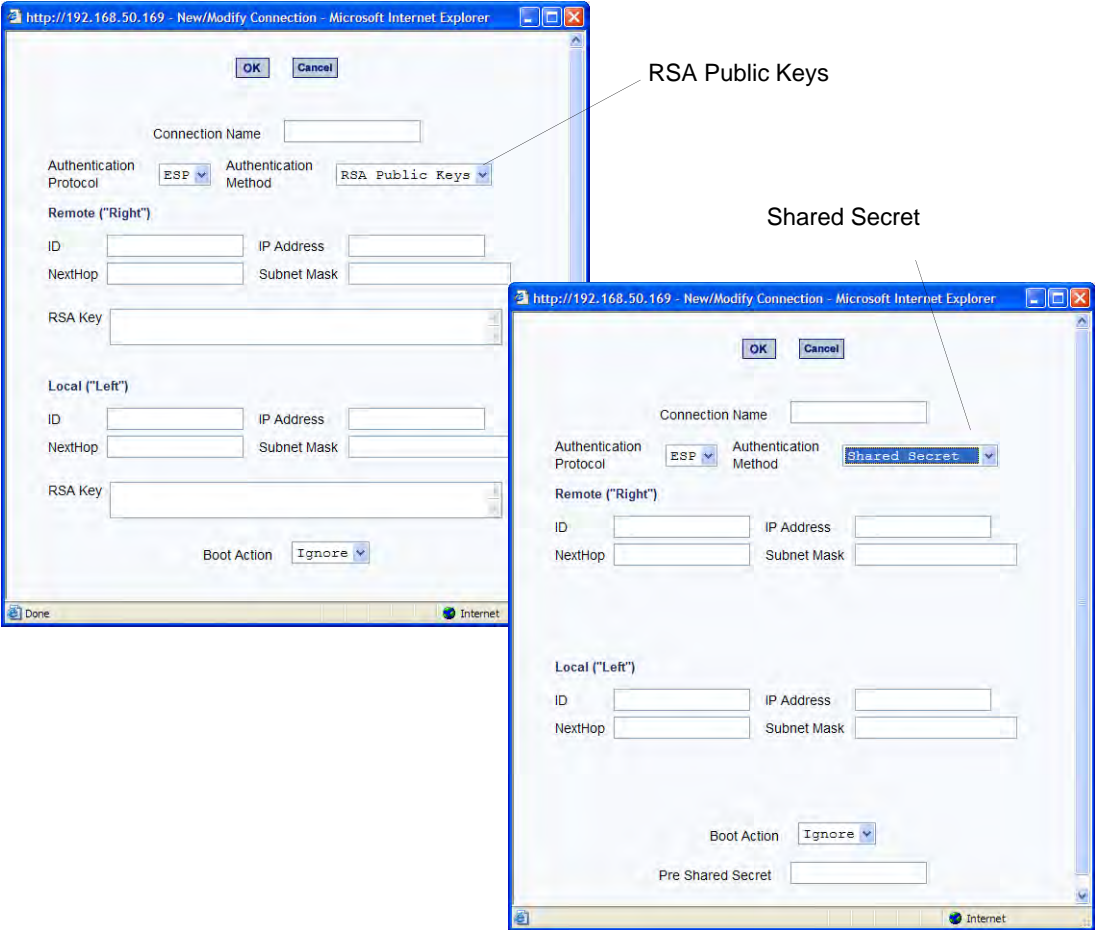 http://192.168.50.169 - New/Modify Connection - Microsoft Internet Explorer
OK Cancel
RSA Public Keys
Connection Name
Authentication Protocol ESP Authentication Method RSA Public Keys
Remote ("Right")
ID IP Address
NextHop Subnet Mask
RSA Key
Local ("Left")
ID IP Address
NextHop Subnet Mask
RSA Key
Boot Action Ignore
Done Internet
Shared Secret
http://192.168.50.169 - New/Modify Connection - Microsoft Internet Explorer
OK Cancel
Connection Name
Authentication Protocol ESP Authentication Method Shared Secret
Remote ("Right")
ID IP Address
NextHop Subnet Mask
Local ("Left")
ID IP Address
NextHop Subnet Mask
Boot Action Ignore
Pre Shared Secret
Internet